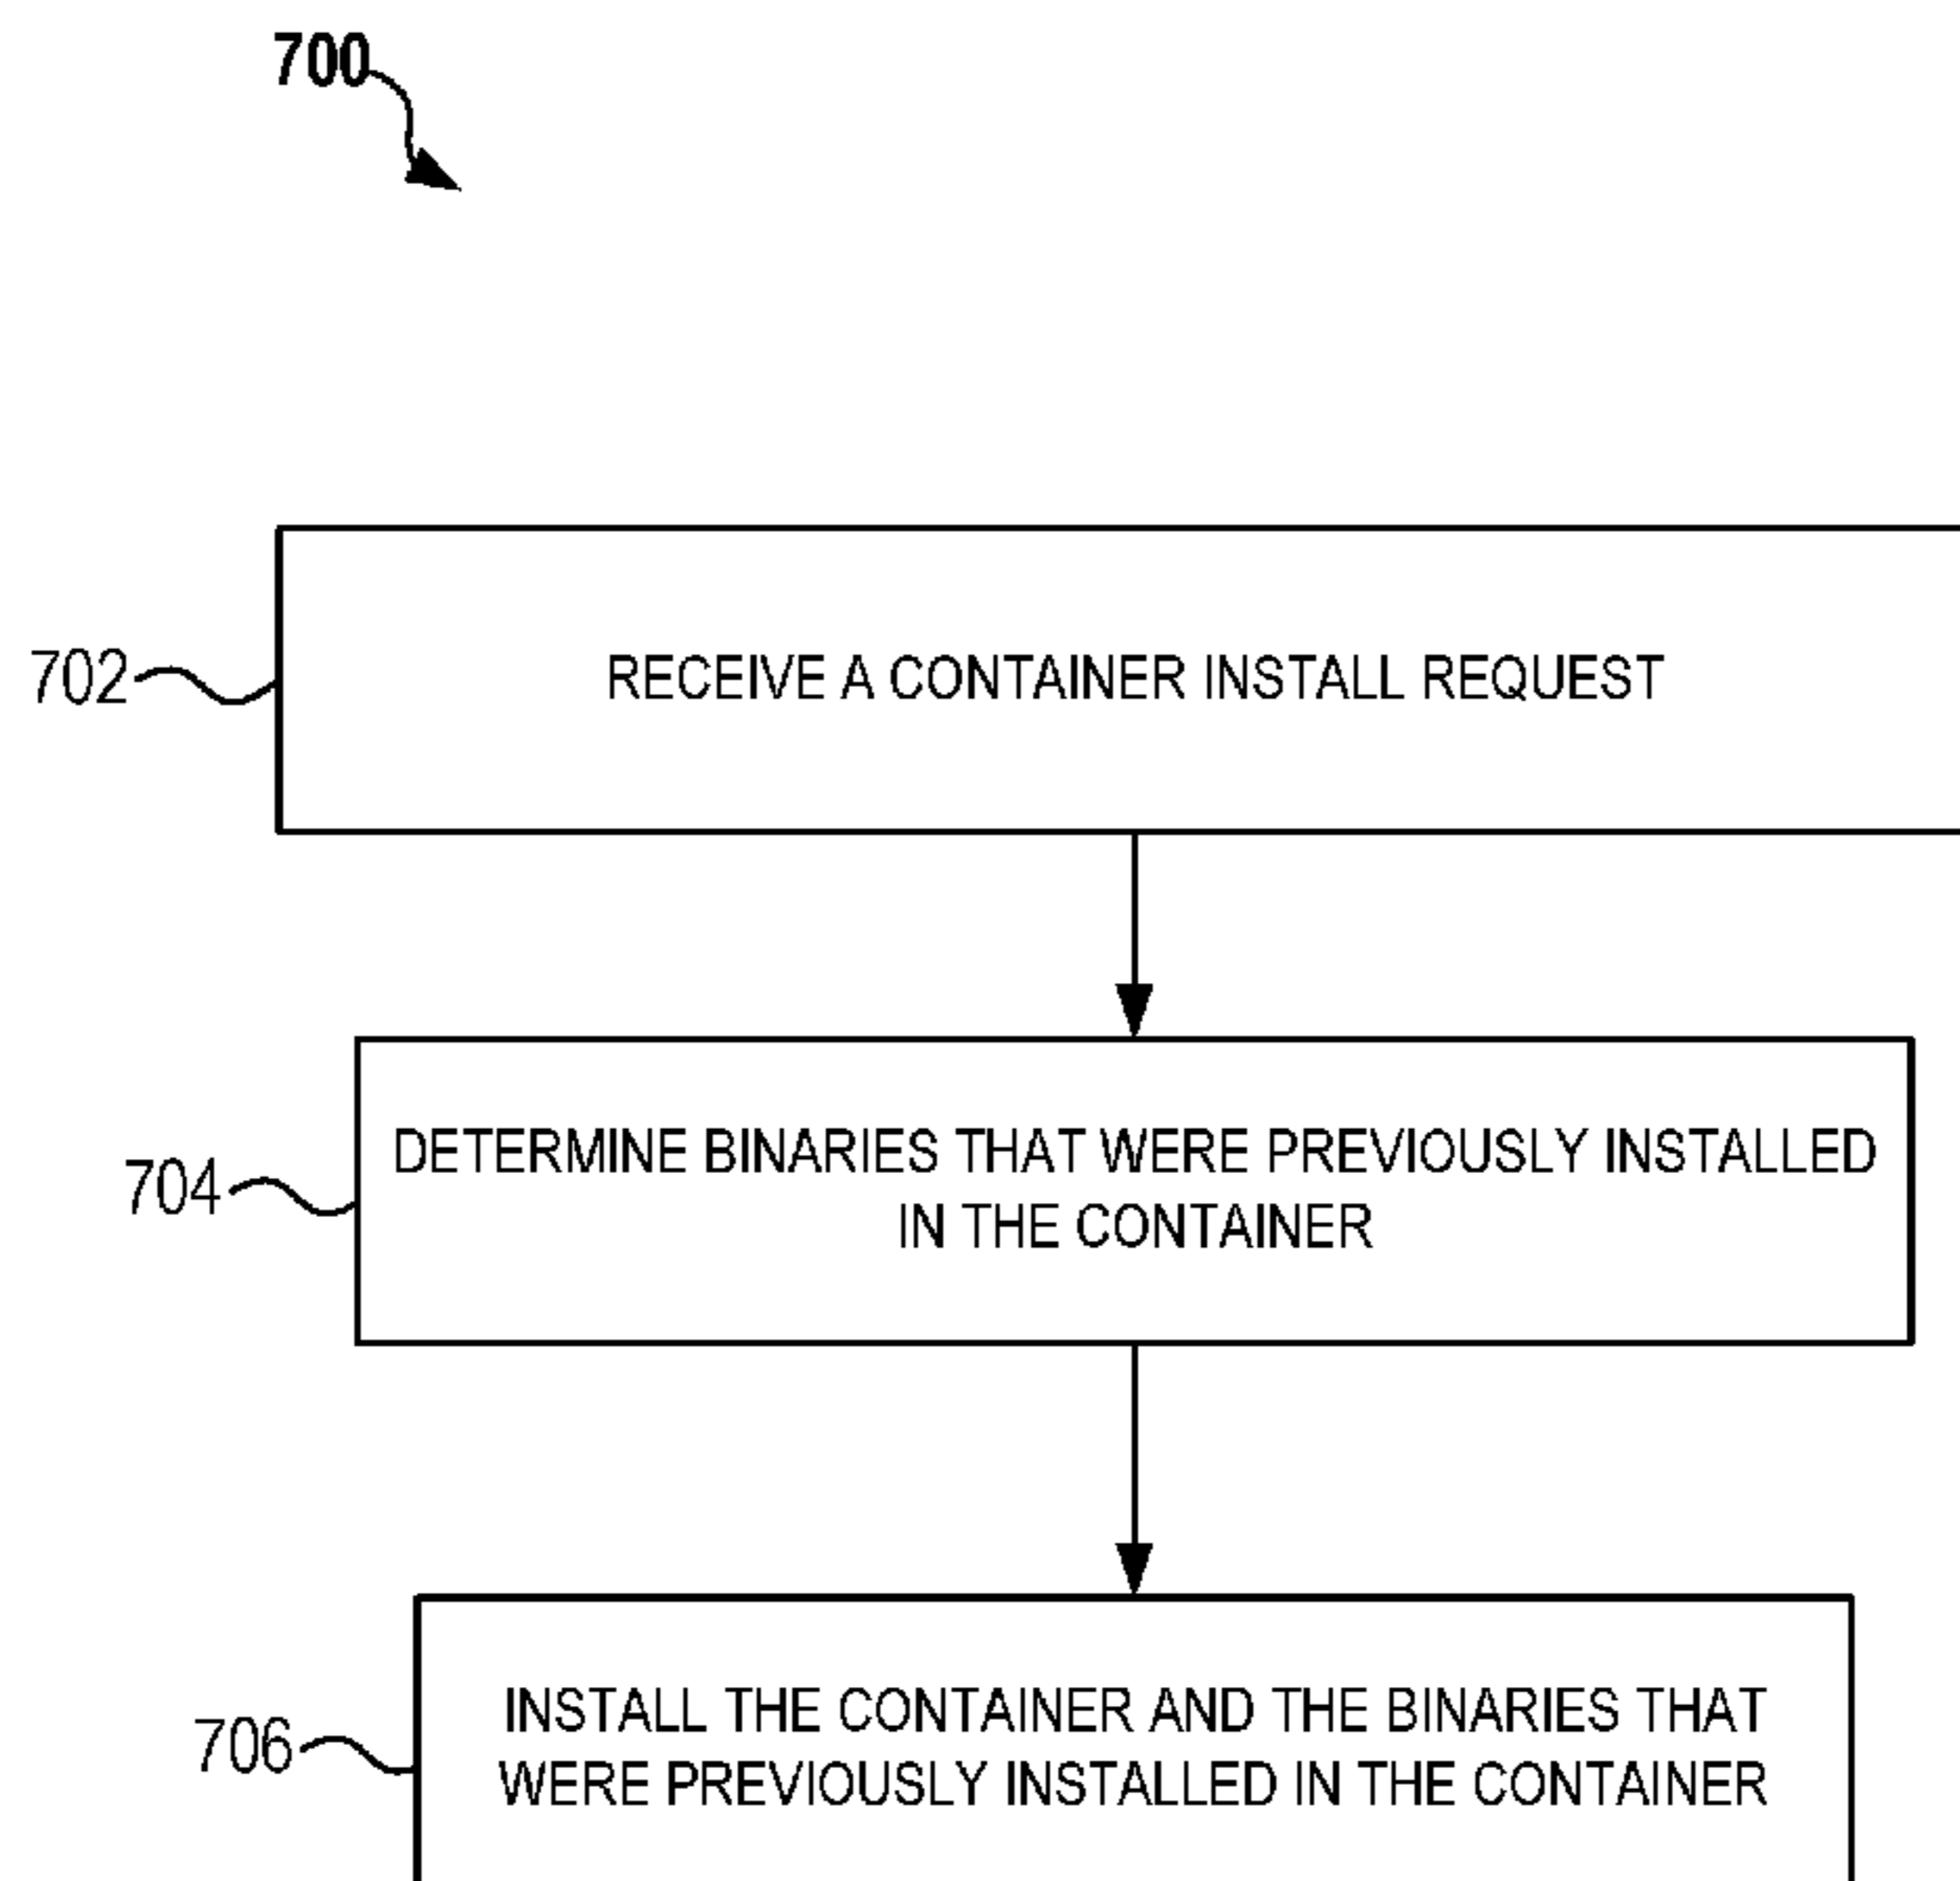 700
702
RECEIVE A CONTAINER INSTALL REQUEST
704
DETERMINE BINARIES THAT WERE PREVIOUSLY INSTALLED
IN THE CONTAINER
706
INSTALL THE CONTAINER AND THE BINARIES THAT
WERE PREVIOUSLY INSTALLED IN THE CONTAINER